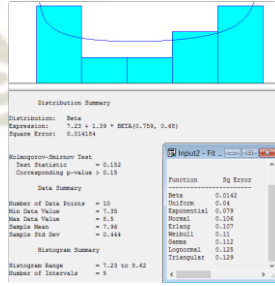 Distribution Summary
Distribution: Beta
Expression: 7.23 + 1.39 * BETA(0.759, 0.68)
Square Error: 0.014184
Kolmogorov-Smirnov Test
Test Statistic = 0.152
Corresponding p-value > 0.15
Data Summary
Number of Data Points = 10
Min Data Value = 7.35
Max Data Value = 8.5
Sample Mean = 7.96
Sample Std Dev = 0.444
Histogram Summary
Histogram Range = 7.23 to 8.62
Number of Intervals = 5
Input2 - Fit ...
Function Sq Error
Beta 0.0142
Uniform 0.04
Exponential 0.079
Normal 0.106
Erlang 0.107
Weibull 0.11
Gamma 0.112
Lognormal 0.125
Triangular 0.129